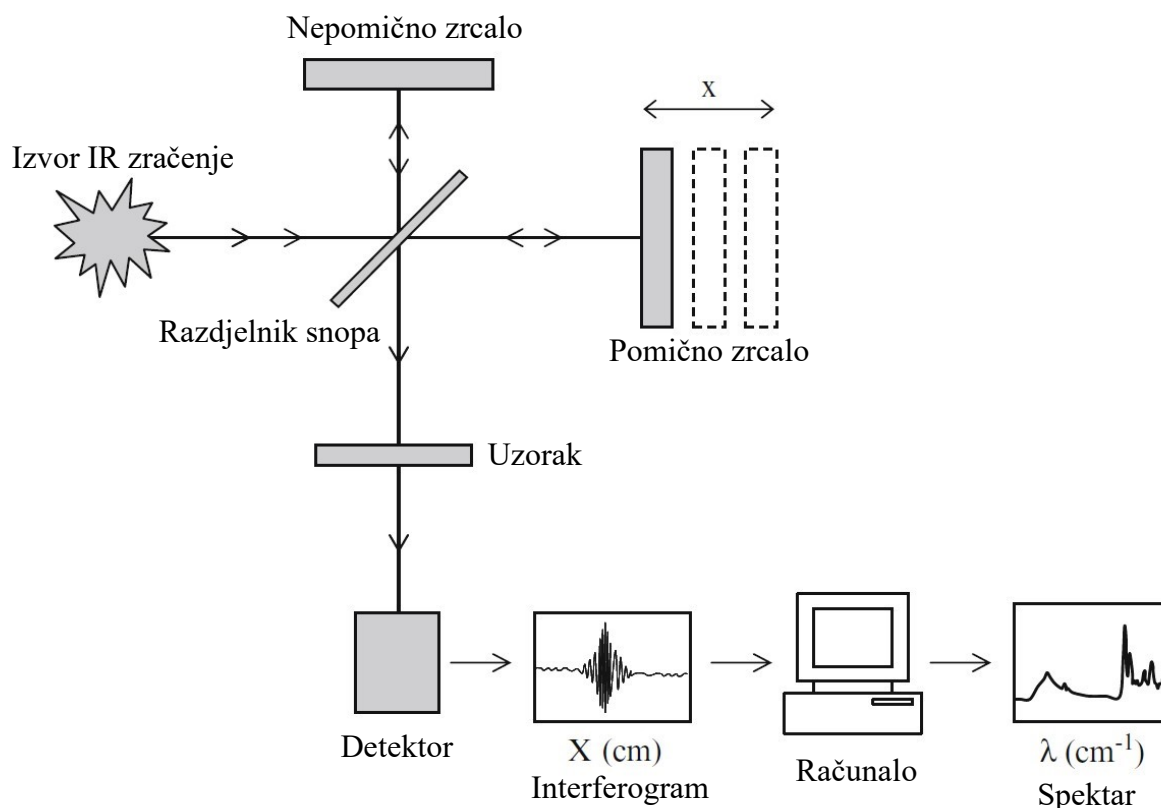 Nepomično zrcalo
x
Izvor IR zračenje
Razdjelnik snopa
Pomično zrcalo
Uzorak
Detektor
X (cm)
Interferogram
Računalo
λ (cm⁻¹)
Spektar